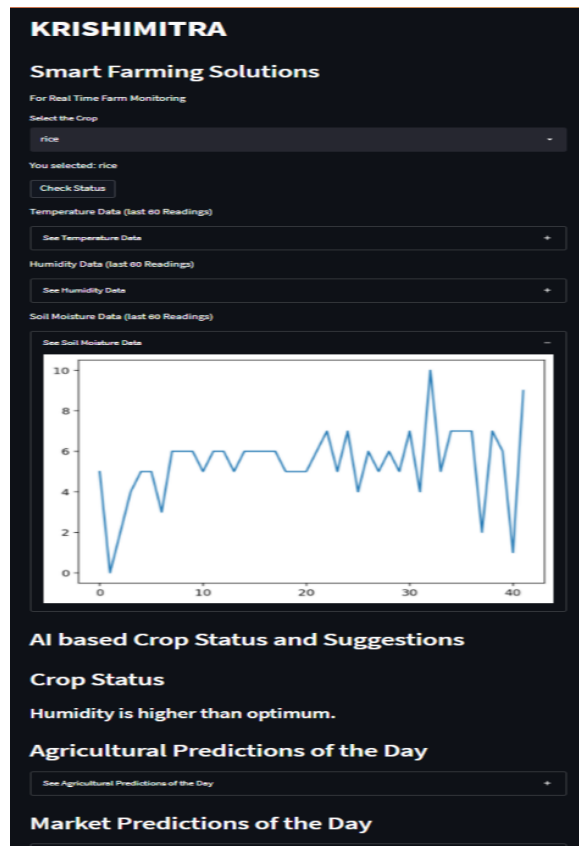 KRISHIMITRA
Smart Farming Solutions
For Real Time Farm Monitoring
Select the Crop
rice
You selected: rice
Check Status
Temperature Data (last 60 Readings)
See Temperature Data +
Humidity Data (last 60 Readings)
See Humidity Data +
Soil Moisture Data (last 60 Readings)
See Soil Moisture Data −
10
8
6
4
2
0
0 10 20 30 40
AI based Crop Status and Suggestions
Crop Status
Humidity is higher than optimum.
Agricultural Predictions of the Day
See Agricultural Predictions of the Day +
Market Predictions of the Day